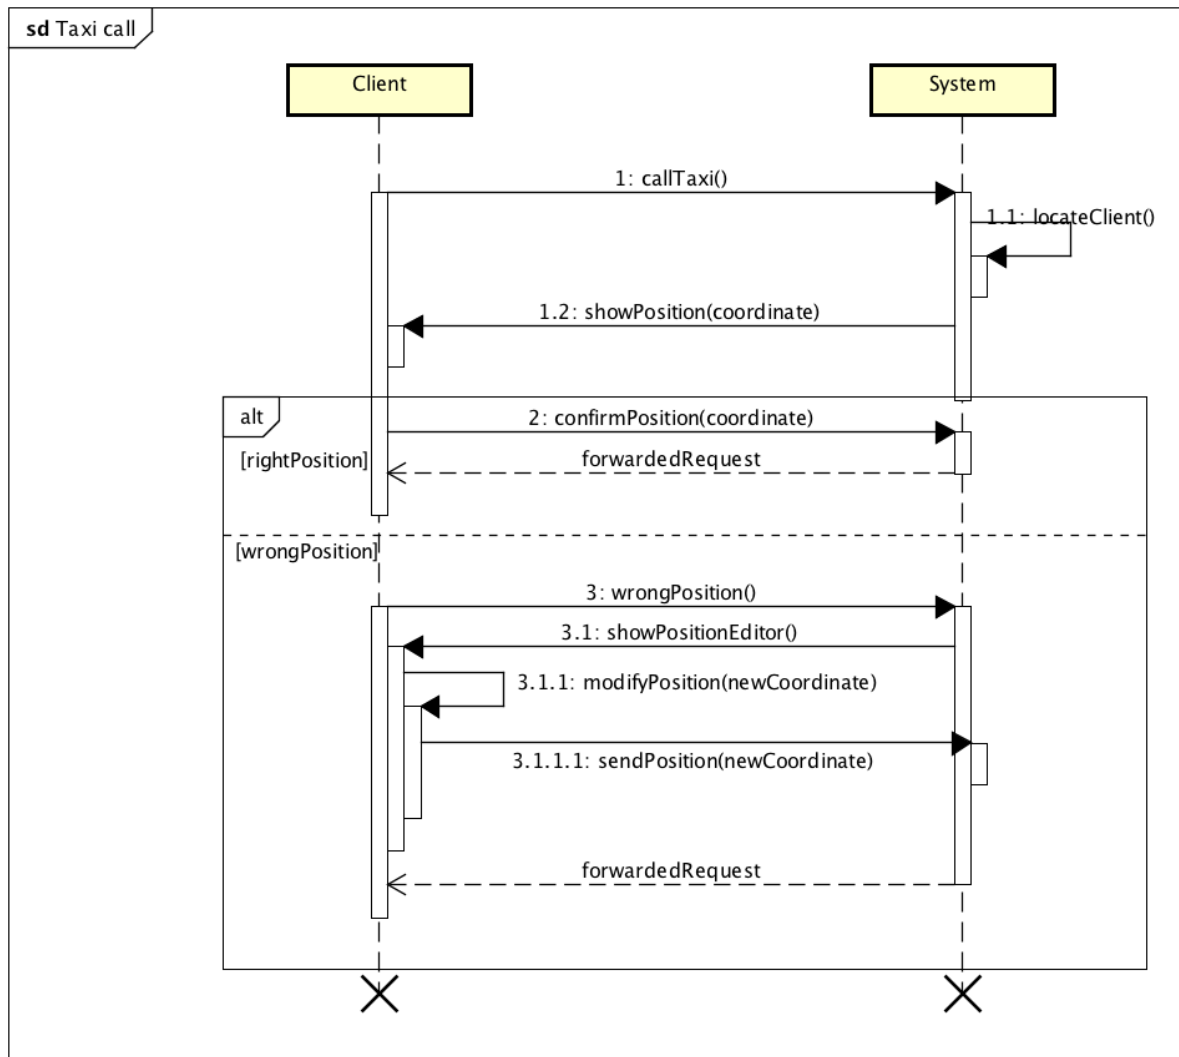 sd Taxi call
Client
System
1: callTaxi()
1.1: locateClient()
1.2: showPosition(coordinate)
alt
2: confirmPosition(coordinate)
[rightPosition]
forwardedRequest
[wrongPosition]
3: wrongPosition()
3.1: showPositionEditor()
3.1.1: modifyPosition(newCoordinate)
3.1.1.1: sendPosition(newCoordinate)
forwardedRequest